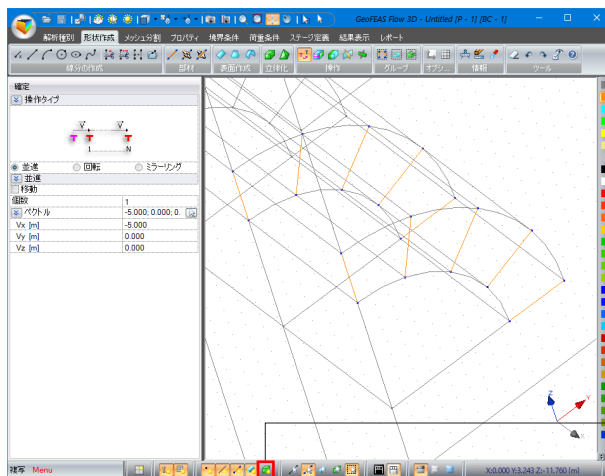 GeoFEAS Flow 3D - Untitled [P - 1] [BC - 1]
解析種別 形状作成 メッシュ分割 プロパティ 境界条件 荷重条件 ステージ定義 結果表示 レポート
線分の作成 部材 表面作成 立体化 操作 グループ オプシ... 情報 ツール
確定
操作タイプ
V V
T T T
1 N
並進 回転 ミラーリング
並進
移動
個数 1
ベクトル -5.000; 0.000; 0.
Vx [m] -5.000
Vy [m] 0.000
Vz [m] 0.000
Z
Y
X
複写 Menu
X:0.000 Y:3.243 Z:-11.760 [m]